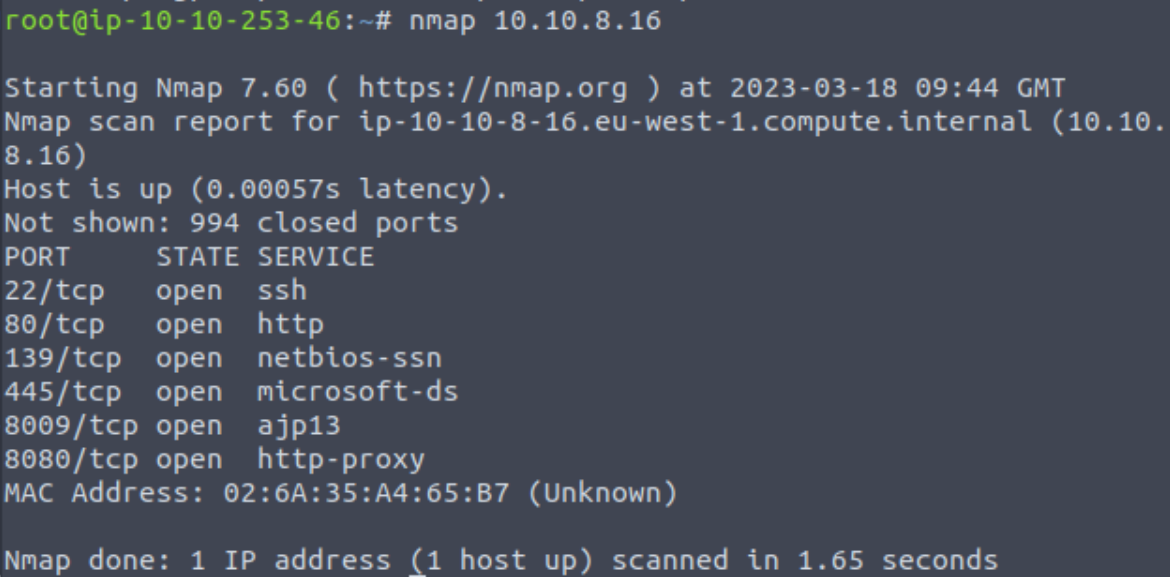 root@ip-10-10-253-46:~# nmap 10.10.8.16
Starting Nmap 7.60 ( https://nmap.org ) at 2023-03-18 09:44 GMT
Nmap scan report for ip-10-10-8-16.eu-west-1.compute.internal (10.10.
8.16)
Host is up (0.00057s latency).
Not shown: 994 closed ports
PORT     STATE SERVICE
22/tcp   open  ssh
80/tcp   open  http
139/tcp  open  netbios-ssn
445/tcp  open  microsoft-ds
8009/tcp open  ajp13
8080/tcp open  http-proxy
MAC Address: 02:6A:35:A4:65:B7 (Unknown)
Nmap done: 1 IP address (1 host up) scanned in 1.65 seconds